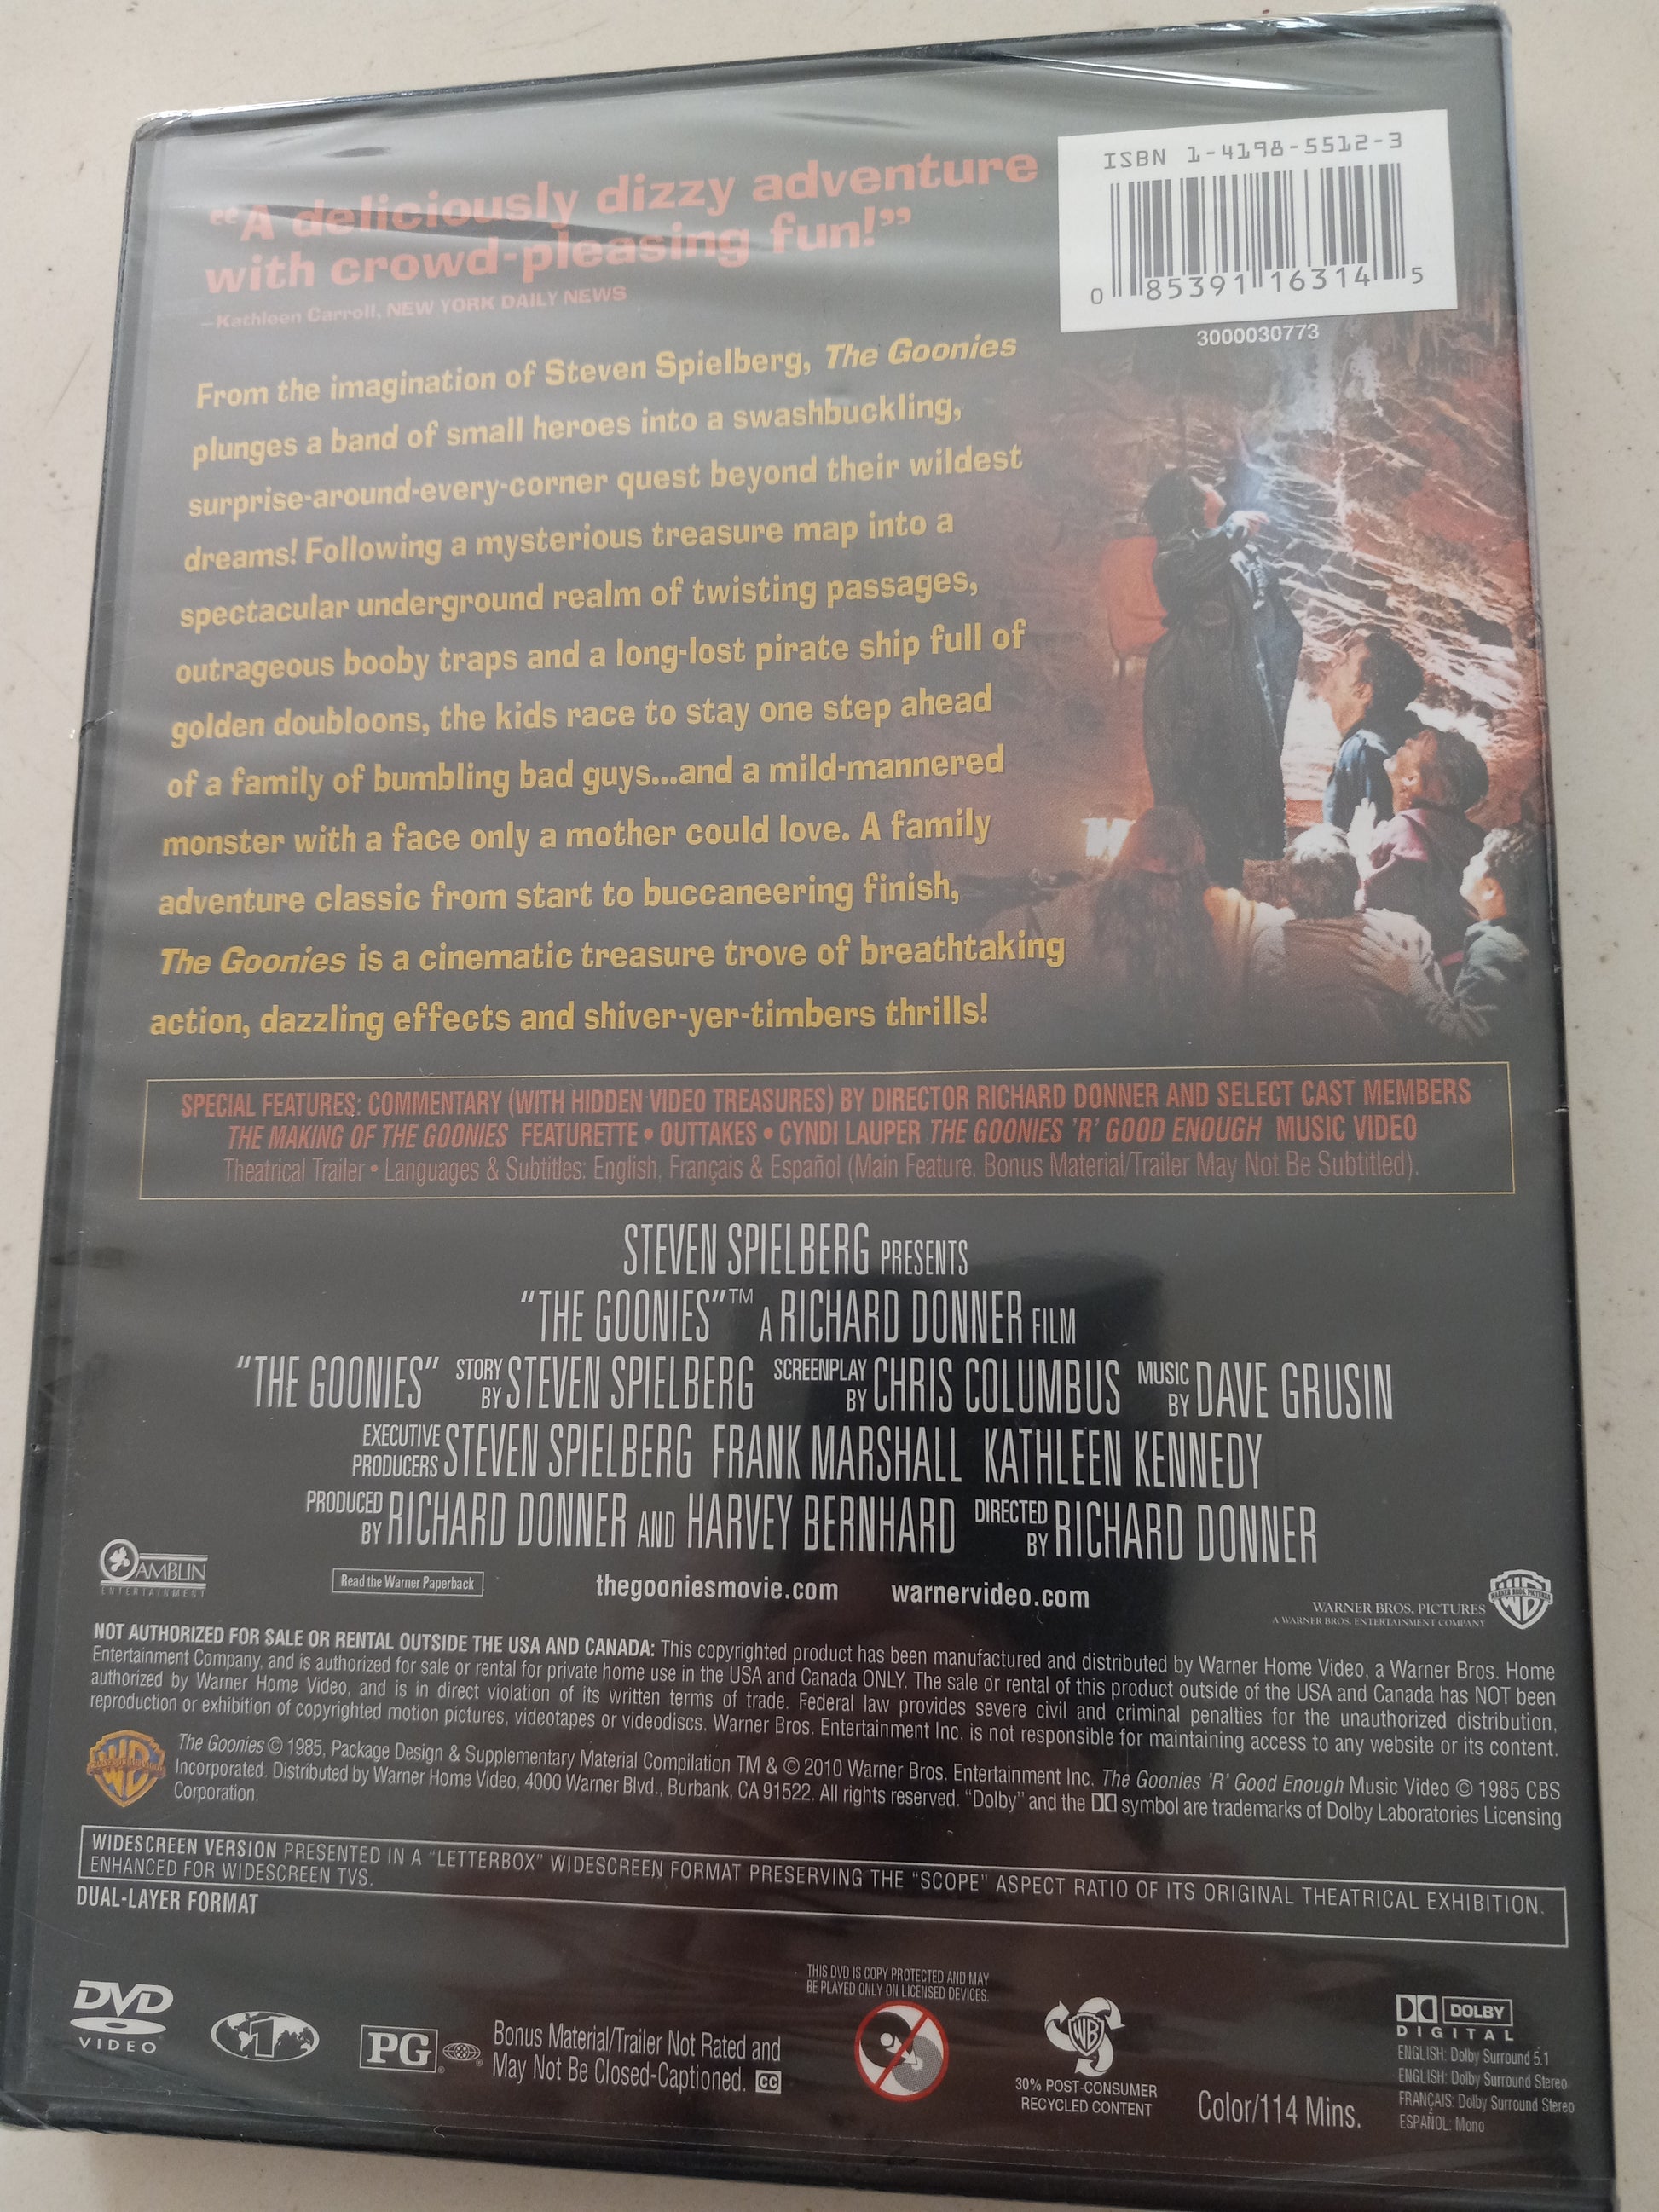 ISBN 1-4198-5512-3
0 85391 16314 5
3000030773
“A deliciously dizzy adventure
with crowd-pleasing fun!”
–Kathleen Carroll, NEW YORK DAILY NEWS
From the imagination of Steven Spielberg, The Goonies
plunges a band of small heroes into a swashbuckling,
surprise-around-every-corner quest beyond their wildest
dreams! Following a mysterious treasure map into a
spectacular underground realm of twisting passages,
outrageous booby traps and a long-lost pirate ship full of
golden doubloons, the kids race to stay one step ahead
of a family of bumbling bad guys...and a mild-mannered
monster with a face only a mother could love. A family
adventure classic from start to buccaneering finish,
The Goonies is a cinematic treasure trove of breathtaking
action, dazzling effects and shiver-yer-timbers thrills!
SPECIAL FEATURES: COMMENTARY (WITH HIDDEN VIDEO TREASURES) BY DIRECTOR RICHARD DONNER AND SELECT CAST MEMBERS
THE MAKING OF THE GOONIES FEATURETTE • OUTTAKES • CYNDI LAUPER THE GOONIES 'R' GOOD ENOUGH MUSIC VIDEO
Theatrical Trailer • Languages & Subtitles: English, Français & Español (Main Feature. Bonus Material/Trailer May Not Be Subtitled).
STEVEN SPIELBERG PRESENTS
“THE GOONIES”™ A RICHARD DONNER FILM
“THE GOONIES” STORY BY STEVEN SPIELBERG SCREENPLAY BY CHRIS COLUMBUS MUSIC BY DAVE GRUSIN
EXECUTIVE PRODUCERS STEVEN SPIELBERG FRANK MARSHALL KATHLEEN KENNEDY
PRODUCED BY RICHARD DONNER AND HARVEY BERNHARD DIRECTED BY RICHARD DONNER
AMBLIN
ENTERTAINMENT
Read the Warner Paperback
thegooniesmovie.com warnervideo.com
WARNER BROS. PICTURES
A WARNER BROS. ENTERTAINMENT COMPANY
NOT AUTHORIZED FOR SALE OR RENTAL OUTSIDE THE USA AND CANADA: This copyrighted product has been manufactured and distributed by Warner Home Video, a Warner Bros. Home
Entertainment Company, and is authorized for sale or rental for private home use in the USA and Canada ONLY. The sale or rental of this product outside of the USA and Canada has NOT been
authorized by Warner Home Video, and is in direct violation of its written terms of trade. Federal law provides severe civil and criminal penalties for the unauthorized distribution,
reproduction or exhibition of copyrighted motion pictures, videotapes or videodiscs. Warner Bros. Entertainment Inc. is not responsible for maintaining access to any website or its content.
The Goonies © 1985, Package Design & Supplementary Material Compilation TM & © 2010 Warner Bros. Entertainment Inc. The Goonies 'R' Good Enough Music Video © 1985 CBS
Incorporated. Distributed by Warner Home Video, 4000 Warner Blvd., Burbank, CA 91522. All rights reserved. “Dolby” and the DD symbol are trademarks of Dolby Laboratories Licensing
Corporation.
WIDESCREEN VERSION PRESENTED IN A “LETTERBOX” WIDESCREEN FORMAT PRESERVING THE “SCOPE” ASPECT RATIO OF ITS ORIGINAL THEATRICAL EXHIBITION.
ENHANCED FOR WIDESCREEN TVS.
DUAL-LAYER FORMAT
DVD
VIDEO
1
PG
Bonus Material/Trailer Not Rated and
May Not Be Closed-Captioned. CC
THIS DVD IS COPY PROTECTED AND MAY
BE PLAYED ONLY ON LICENSED DEVICES.
WB
30% POST-CONSUMER
RECYCLED CONTENT
Color/114 Mins.
DOLBY
DIGITAL
ENGLISH: Dolby Surround 5.1
ENGLISH: Dolby Surround Stereo
FRANÇAIS: Dolby Surround Stereo
ESPAÑOL: Mono